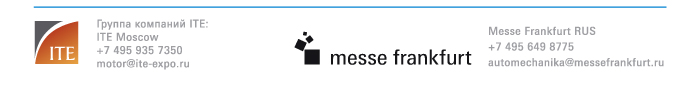 Группа компаний ITE:
ITE Moscow
+7 495 935 7350
motor@ite-expo.ru
ITE
messe frankfurt
Messe Frankfurt RUS
+7 495 649 8775
automechanika@messefrankfurt.ru